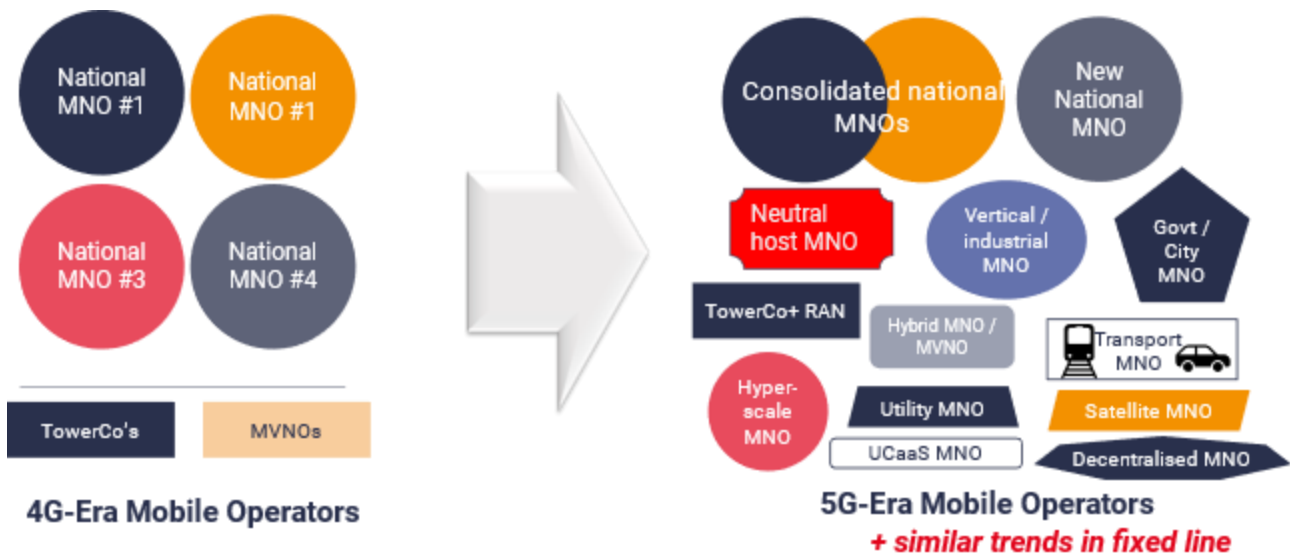 National
MNO #1
National
MNO #1
National
MNO #3
National
MNO #4
TowerCo's
MVNOs
4G-Era Mobile Operators
Consolidated national
MNOs
New
National
MNO
Neutral
host MNO
Vertical /
industrial
MNO
Govt /
City
MNO
TowerCo+ RAN
Hybrid MNO /
MVNO
Transport
MNO
Hyper-
scale
MNO
Utility MNO
Satellite MNO
UCaaS MNO
Decentralised MNO
5G-Era Mobile Operators
+ similar trends in fixed line